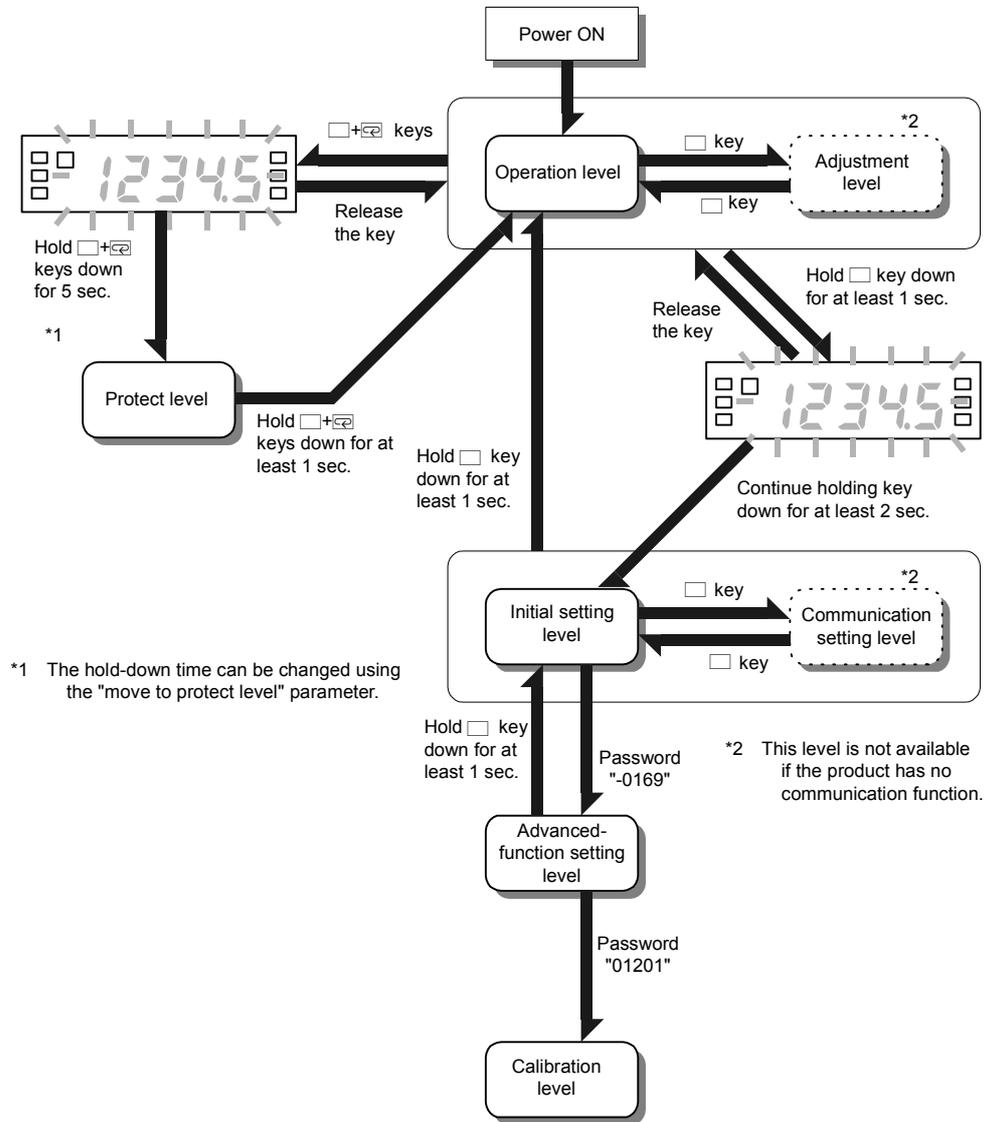 Power ON
*2
Operation level
Adjustment
level
key
key
+ keys
Release
the key
1234.5
Hold +
keys down
for 5 sec.
*1
Protect level
Hold +
keys down for at
least 1 sec.
Hold key down
for at least 1 sec.
Release
the key
1234.5
Continue holding key
down for at least 2 sec.
Hold key
down for at
least 1 sec.
*2
Initial setting
level
key
key
Communication
setting level
*1 The hold-down time can be changed using
the "move to protect level" parameter.
Hold key
down for at
least 1 sec.
Password
"-0169"
*2 This level is not available
if the product has no
communication function.
Advanced-
function setting
level
Password
"01201"
Calibration
level